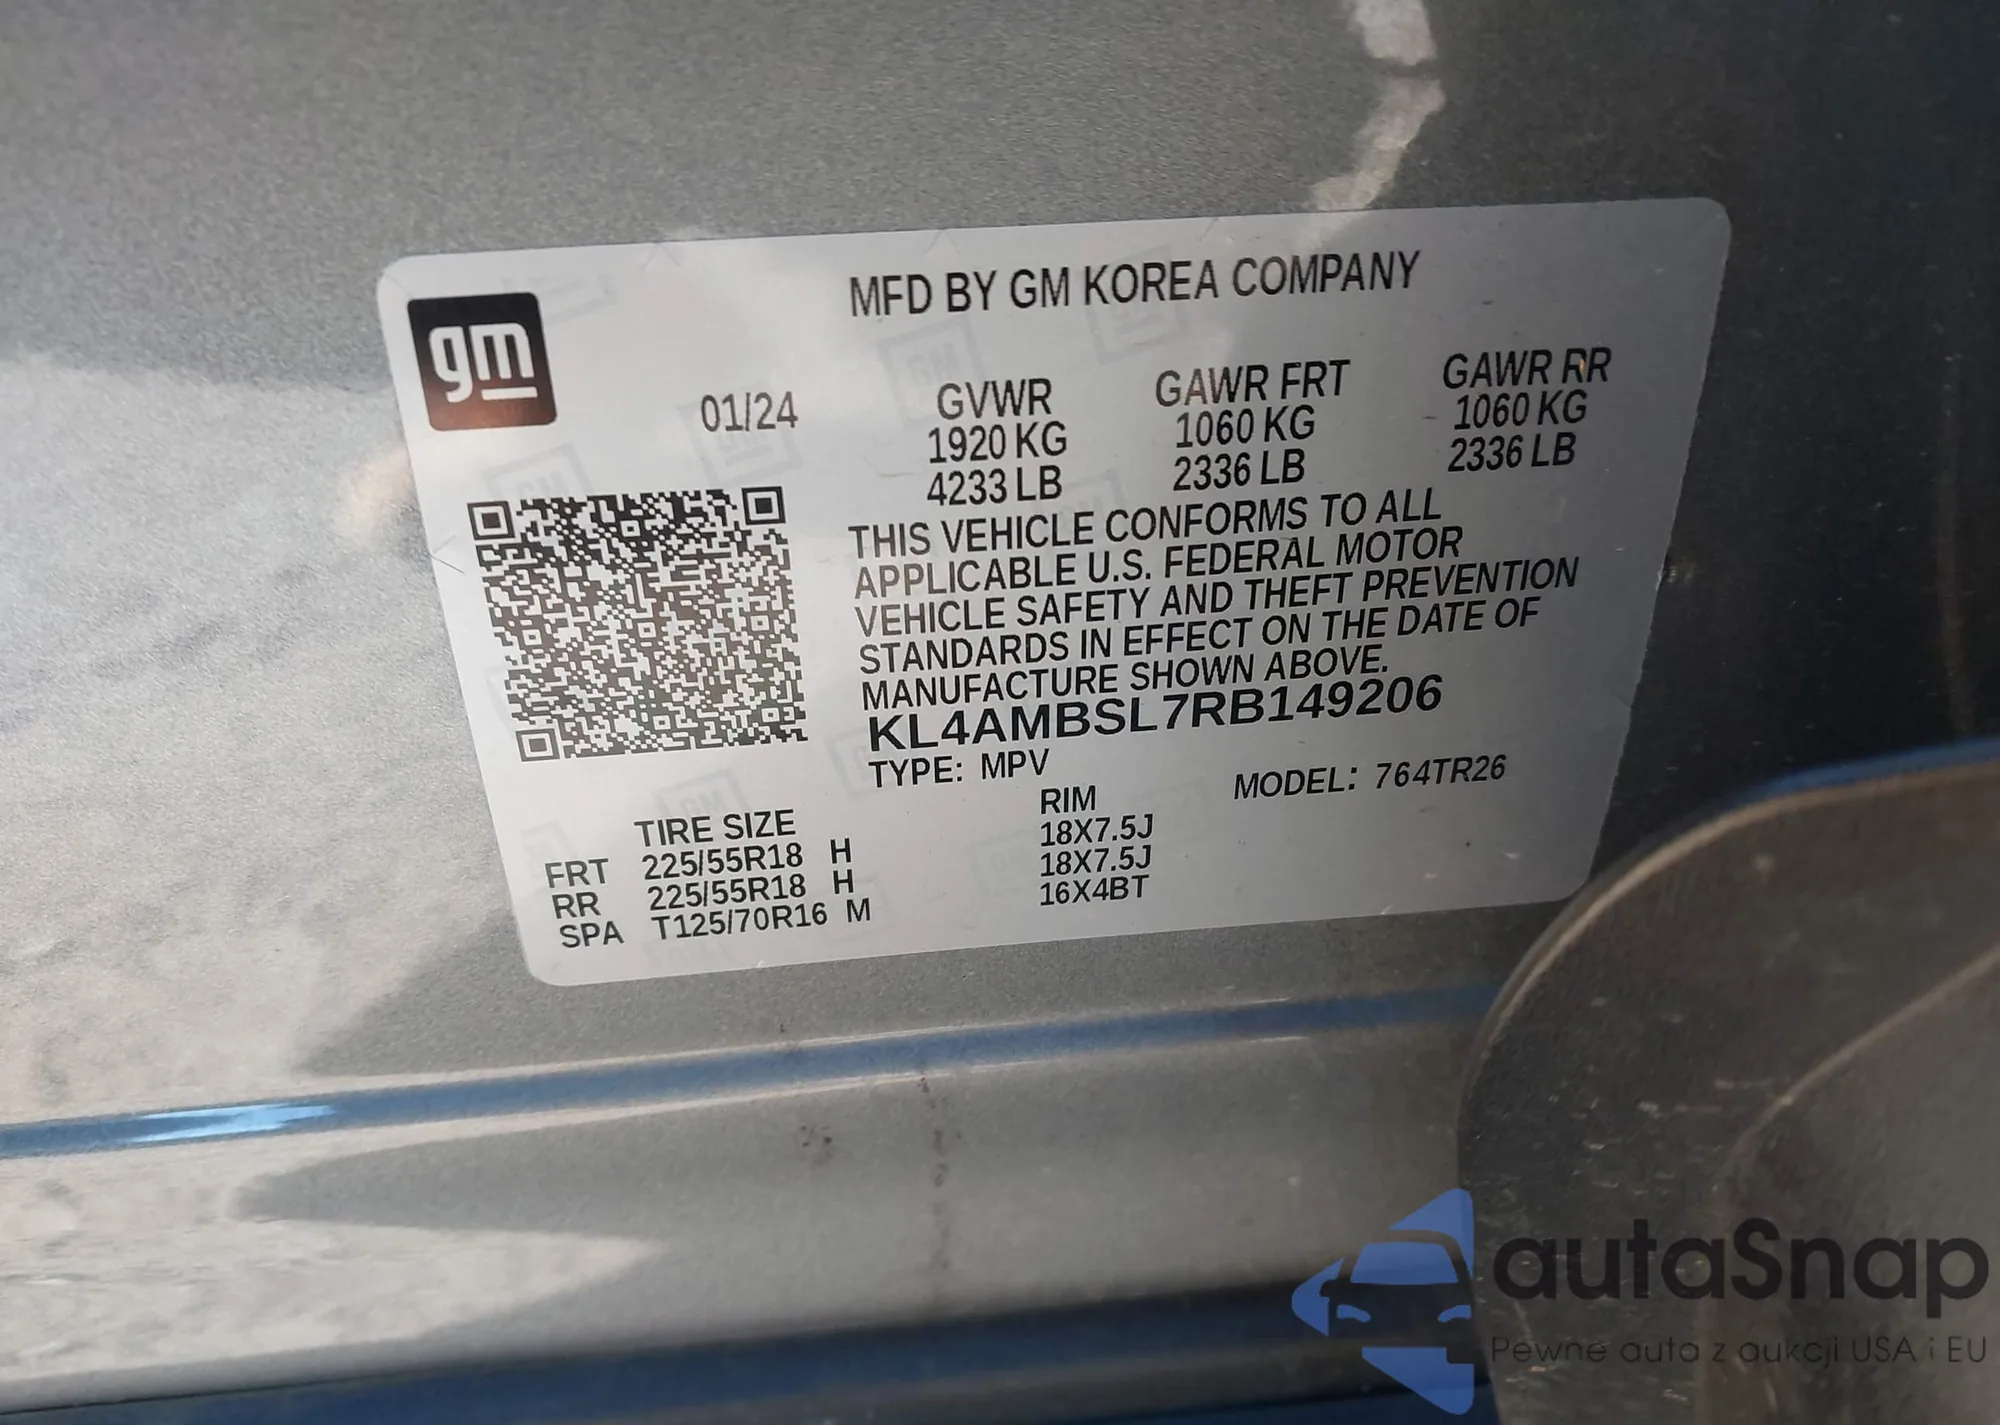 gm
MFD BY GM KOREA COMPANY
01/24
GVWR GAWR FRT GAWR RR
1920 KG 1060 KG 1060 KG
4233 LB 2336 LB 2336 LB
THIS VEHICLE CONFORMS TO ALL
APPLICABLE U.S. FEDERAL MOTOR
VEHICLE SAFETY AND THEFT PREVENTION
STANDARDS IN EFFECT ON THE DATE OF
MANUFACTURE SHOWN ABOVE.
KL4AMBSL7RB149206
TYPE: MPV MODEL: 764TR26
TIRE SIZE RIM
FRT 225/55R18 H 18X7.5J
RR 225/55R18 H 18X7.5J
SPA T125/70R16 M 16X4BT
autaSnap
Pewne auta z aukcji USA i EU